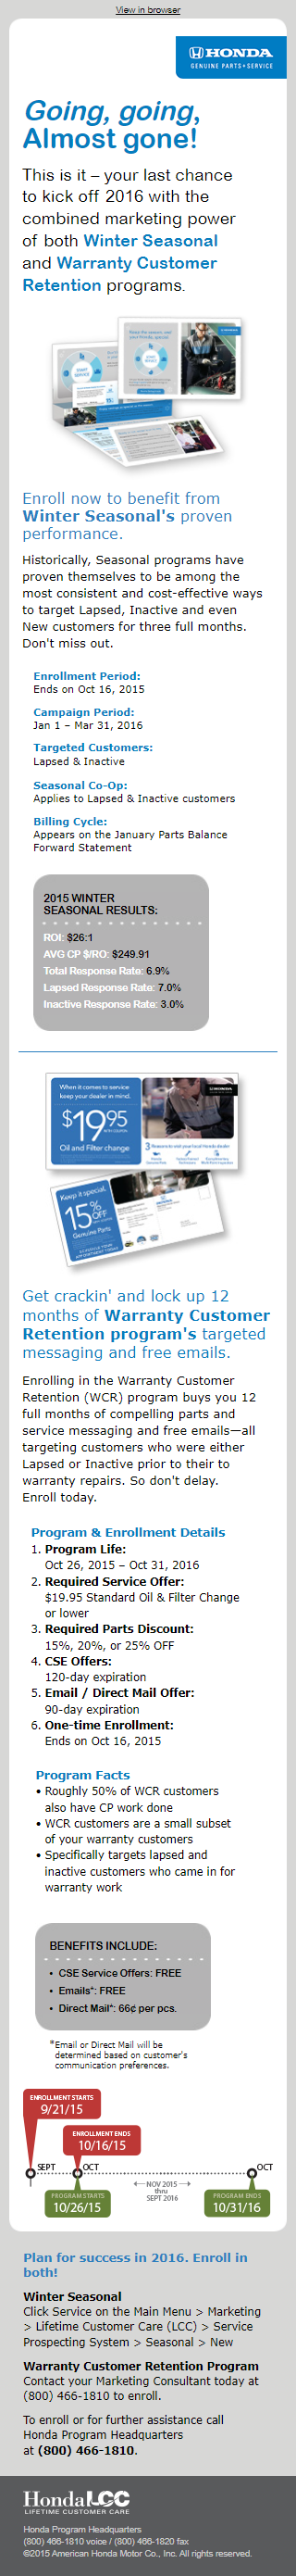 View in browser
HONDA
GENUINE PARTS + SERVICE
Going, going,
Almost gone!
This is it – your last chance
to kick off 2016 with the
combined marketing power
of both Winter Seasonal
and Warranty Customer
Retention programs.
Enroll now to benefit from
Winter Seasonal's proven
performance.
Historically, Seasonal programs have
proven themselves to be among the
most consistent and cost-effective ways
to target Lapsed, Inactive and even
New customers for three full months.
Don't miss out.
Enrollment Period:
Ends on Oct 16, 2015
Campaign Period:
Jan 1 – Mar 31, 2016
Targeted Customers:
Lapsed & Inactive
Seasonal Co-Op:
Applies to Lapsed & Inactive customers
Billing Cycle:
Appears on the January Parts Balance
Forward Statement
2015 WINTER
SEASONAL RESULTS:
ROI: $26:1
AVG CP $/RO: $249.91
Total Response Rate: 6.9%
Lapsed Response Rate: 7.0%
Inactive Response Rate: 3.0%
When it comes to service
keep your dealer in mind.
$19.95
Oil and Filter change
3 Reasons to visit your local Honda dealer
Keep it special.
15% OFF
Genuine Parts
Get crackin' and lock up 12
months of Warranty Customer
Retention program's targeted
messaging and free emails.
Enrolling in the Warranty Customer
Retention (WCR) program buys you 12
full months of compelling parts and
service messaging and free emails—all
targeting customers who were either
Lapsed or Inactive prior to their to
warranty repairs. So don't delay.
Enroll today.
Program & Enrollment Details
1. Program Life:
Oct 26, 2015 – Oct 31, 2016
2. Required Service Offer:
$19.95 Standard Oil & Filter Change
or lower
3. Required Parts Discount:
15%, 20%, or 25% OFF
4. CSE Offers:
120-day expiration
5. Email / Direct Mail Offer:
90-day expiration
6. One-time Enrollment:
Ends on Oct 16, 2015
Program Facts
• Roughly 50% of WCR customers
also have CP work done
• WCR customers are a small subset
of your warranty customers
• Specifically targets lapsed and
inactive customers who came in for
warranty work
BENEFITS INCLUDE:
• CSE Service Offers: FREE
• Emails*: FREE
• Direct Mail*: 66¢ per pcs.
*Email or Direct Mail will be
determined based on customer's
communication preferences.
ENROLLMENT STARTS
9/21/15
ENROLLMENT ENDS
10/16/15
SEPT OCT OCT
NOV 2015
thru
SEPT 2016
PROGRAM STARTS
10/26/15
PROGRAM ENDS
10/31/16
Plan for success in 2016. Enroll in
both!
Winter Seasonal
Click Service on the Main Menu > Marketing
> Lifetime Customer Care (LCC) > Service
Prospecting System > Seasonal > New
Warranty Customer Retention Program
Contact your Marketing Consultant today at
(800) 466-1810 to enroll.
To enroll or for further assistance call
Honda Program Headquarters
at (800) 466-1810.
Honda LCC
LIFETIME CUSTOMER CARE
Honda Program Headquarters
(800) 466-1810 voice / (800) 466-1820 fax
©2015 American Honda Motor Co., Inc. All rights reserved.